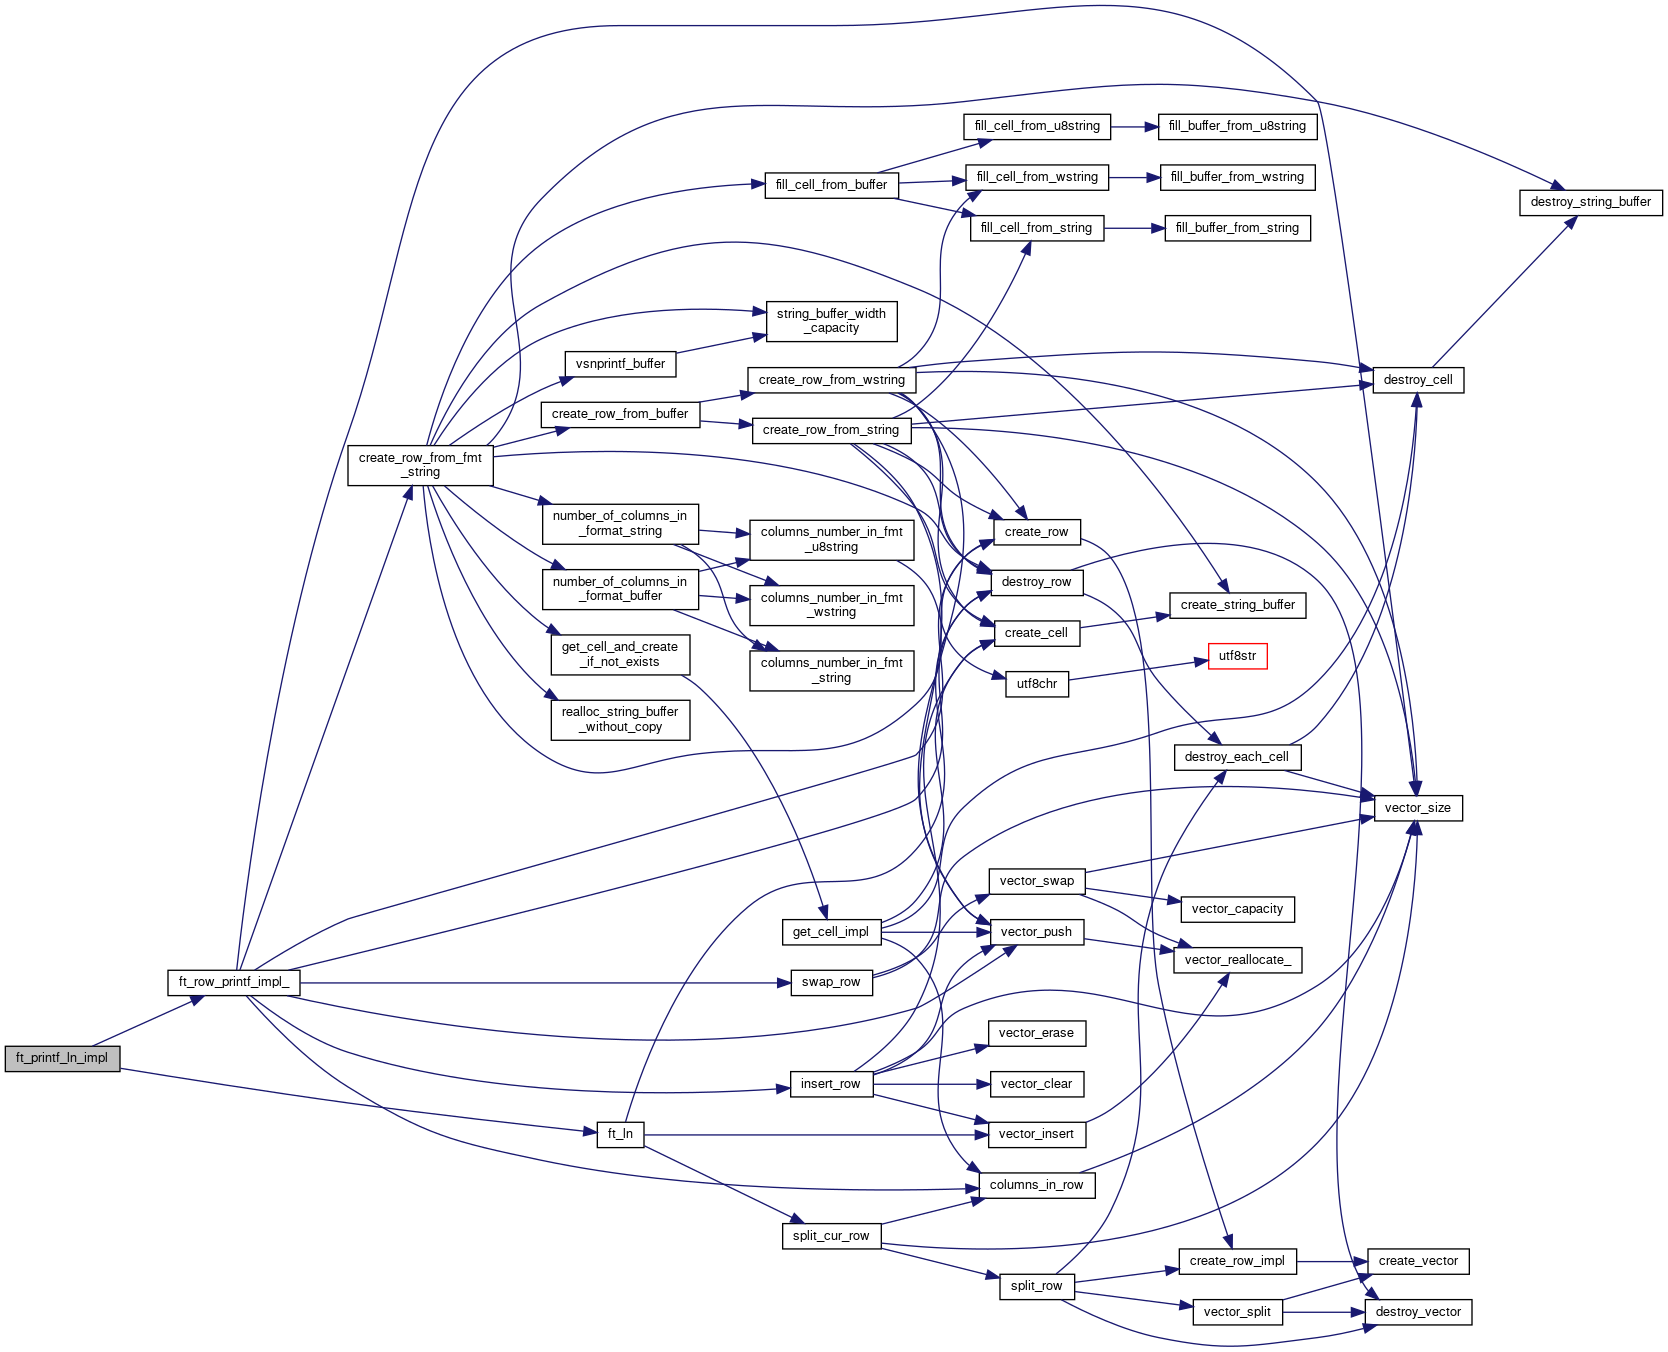 fill_cell_from_u8string
fill_buffer_from_u8string
fill_cell_from_buffer
fill_cell_from_wstring
fill_buffer_from_wstring
destroy_string_buffer
fill_cell_from_string
fill_buffer_from_string
string_buffer_width
_capacity
vsnprintf_buffer
create_row_from_wstring
destroy_cell
create_row_from_buffer
create_row_from_string
create_row_from_fmt
_string
number_of_columns_in
_format_string
columns_number_in_fmt
_u8string
create_row
number_of_columns_in
_format_buffer
destroy_row
columns_number_in_fmt
_wstring
create_string_buffer
create_cell
get_cell_and_create
_if_not_exists
utf8str
columns_number_in_fmt
_string
utf8chr
realloc_string_buffer
_without_copy
destroy_each_cell
vector_size
vector_swap
vector_capacity
get_cell_impl
vector_push
vector_reallocate_
ft_row_printf_impl_
swap_row
vector_erase
ft_printf_ln_impl
insert_row
vector_clear
ft_ln
vector_insert
columns_in_row
split_cur_row
create_row_impl
create_vector
split_row
vector_split
destroy_vector